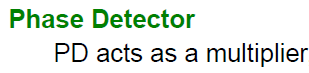 Phase Detector
PD acts as a multiplier